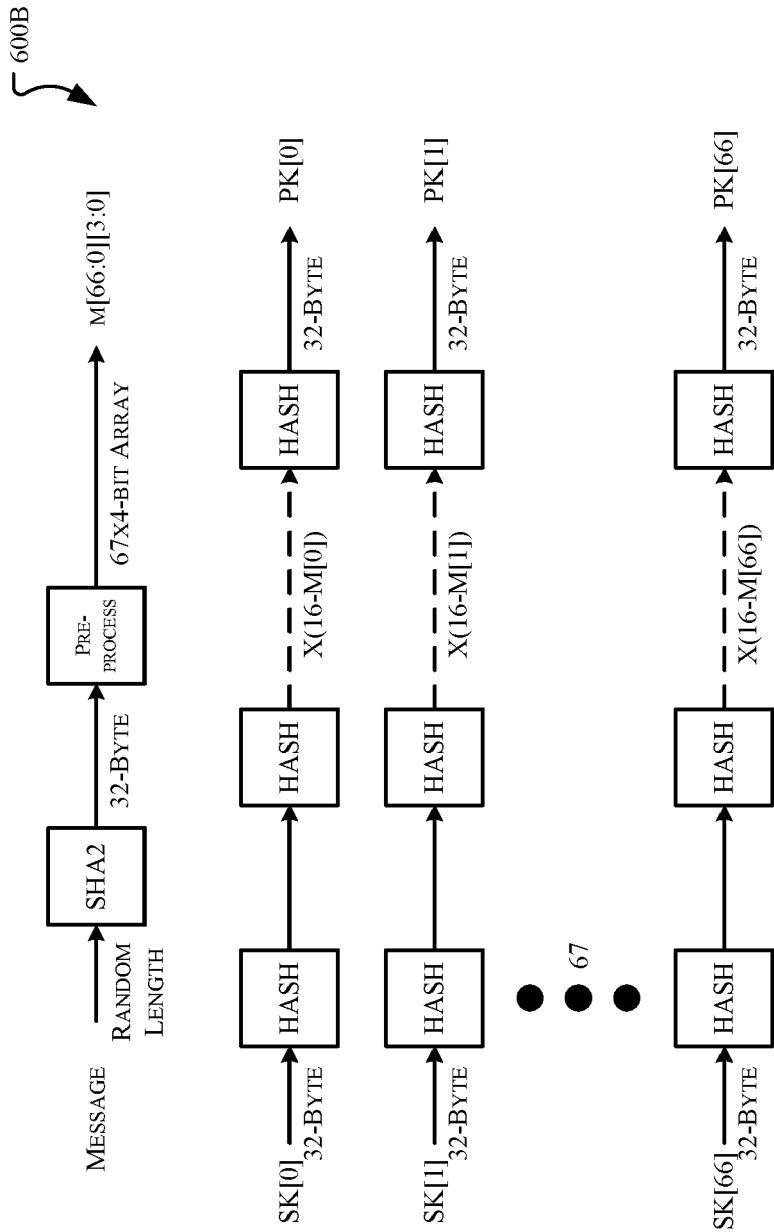 600B
MESSAGE
RANDOM
LENGTH
SHA2
32-BYTE
PRE-
PROCESS
67X4-BIT ARRAY
M[66:0][3:0]
SK[0]
32-BYTE
HASH
HASH
X(16-M[0])
HASH
32-BYTE
PK[0]
SK[1]
32-BYTE
HASH
HASH
X(16-M[1])
HASH
32-BYTE
PK[1]
67
SK[66]
32-BYTE
HASH
HASH
X(16-M[66])
HASH
32-BYTE
PK[66]